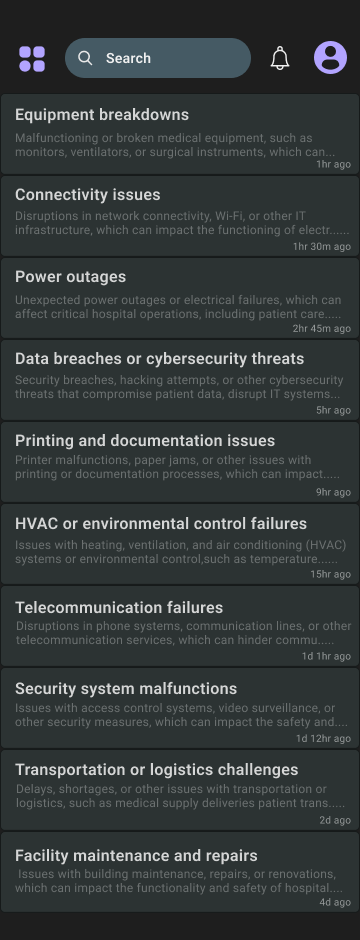 Search
Equipment breakdowns
Malfunctioning or broken medical equipment, such as
monitors, ventilators, or surgical instruments, which can...
1hr ago
Connectivity issues
Disruptions in network connectivity, Wi-Fi, or other IT
infrastructure, which can impact the functioning of electr......
1hr 30m ago
Power outages
Unexpected power outages or electrical failures, which can
affect critical hospital operations, including patient care.....
2hr 45m ago
Data breaches or cybersecurity threats
Security breaches, hacking attempts, or other cybersecurity
threats that compromise patient data, disrupt IT systems...
5hr ago
Printing and documentation issues
Printer malfunctions, paper jams, or other issues with
printing or documentation processes, which can impact.....
9hr ago
HVAC or environmental control failures
Issues with heating, ventilation, and air conditioning (HVAC)
systems or environmental control,such as temperature......
15hr ago
Telecommunication failures
Disruptions in phone systems, communication lines, or other
telecommunication services, which can hinder commu.....
1d 1hr ago
Security system malfunctions
Issues with access control systems, video surveillance, or
other security measures, which can impact the safety and....
1d 12hr ago
Transportation or logistics challenges
Delays, shortages, or other issues with transportation or
logistics, such as medical supply deliveries patient trans.....
2d ago
Facility maintenance and repairs
Issues with building maintenance, repairs, or renovations,
which can impact the functionality and safety of hospital....
4d ago